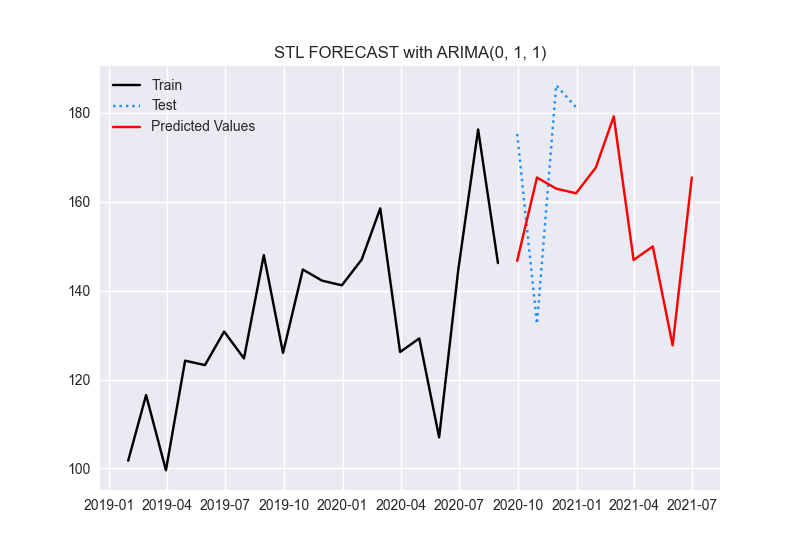 STL FORECAST with ARIMA(0, 1, 1)
Train
Test
Predicted Values
180
160
140
120
100
2019-01 2019-04 2019-07 2019-10 2020-01 2020-04 2020-07 2020-10 2021-01 2021-04 2021-07